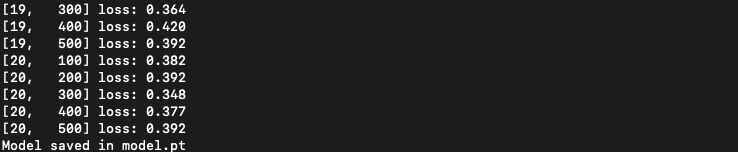 [19,   300] loss: 0.364
[19,   400] loss: 0.420
[19,   500] loss: 0.392
[20,   100] loss: 0.382
[20,   200] loss: 0.392
[20,   300] loss: 0.348
[20,   400] loss: 0.377
[20,   500] loss: 0.392
Model saved in model.pt